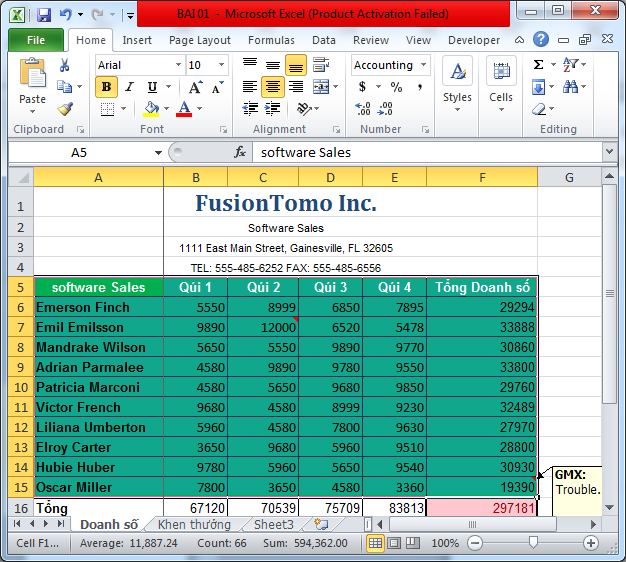 BAI 01 - Microsoft Excel (Product Activation Failed)
File Home Insert Page Layout Formulas Data Review View Developer
Paste
Clipboard
Arial 10
B I U
A A
A
Font
Alignment
Accounting
$ % ,
Number
Styles
Cells
Σ
Editing
A5 fx software Sales
A B C D E F G
1 FusionTomo Inc.
2 Software Sales
3 1111 East Main Street, Gainesville, FL 32605
4 TEL: 555-485-6252 FAX: 555-485-6556
5 software Sales Qúi 1 Qúi 2 Qúi 3 Qúi 4 Tổng Doanh số
6 Emerson Finch 5550 8999 6850 7895 29294
7 Emil Emilsson 9890 12000 6520 5478 33888
8 Mandrake Wilson 5650 5550 9890 9770 30860
9 Adrian Parmalee 4580 9890 9780 9550 33800
10 Patricia Marconi 4580 5650 9680 9850 29760
11 Víctor French 9680 4580 8999 9230 32489
12 Liliana Umberton 5960 4580 7800 9630 27970
13 Elroy Carter 3650 9680 5960 9510 28800
14 Hubie Huber 9780 5960 5650 9540 30930
15 Oscar Miller 7800 3650 4580 3360 19390
GMX:
Trouble.
16 Tổng 67120 70539 75709 83813 297181
Doanh số Khen thưởng Sheet3
Cell F1... Average: 11,887.24 Count: 66 Sum: 594,362.00 100%